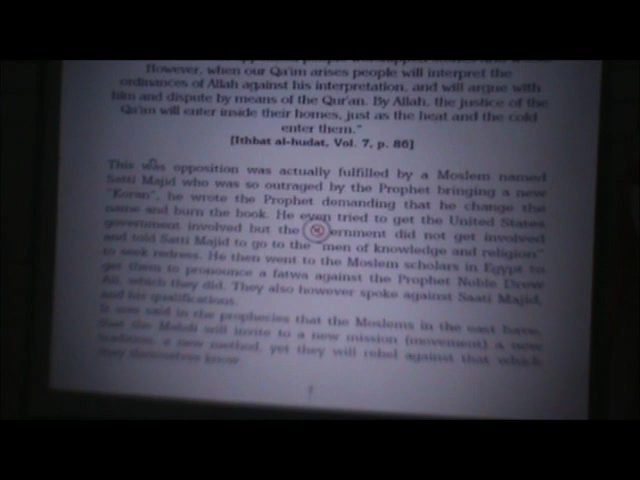 However, when our Qa'im arises people will interpret the
ordinances of Allah against his interpretation, and will argue with
him and dispute by means of the Qur'an. By Allah, the justice of the
Qa'im will enter inside their homes, just as the heat and the cold
enter them."
[Ithbat al-hudat, Vol. 7, p. 86]
This was opposition was actually fulfilled by a Moslem named
Satti Majid who was so outraged by the Prophet bringing a new
"Koran", he wrote the Prophet demanding that he change the
name and burn the book. He even tried to get the United States
government involved but the ernment did not get involved
and told Satti Majid to go to the "men of knowledge and religion"
to seek redress. He then went to the Moslem scholars in Egypt to
get them to pronounce a fatwa against the Prophet Noble Drew
Ali, which they did. They also however spoke against Saati Majid,
and his qualifications.
It was said in the prophecies that the Moslems in the east have,
that the Mahdi will invite to a new mission (movement) a new
tradition, a new method, yet they will rebel against that which
they themselves know